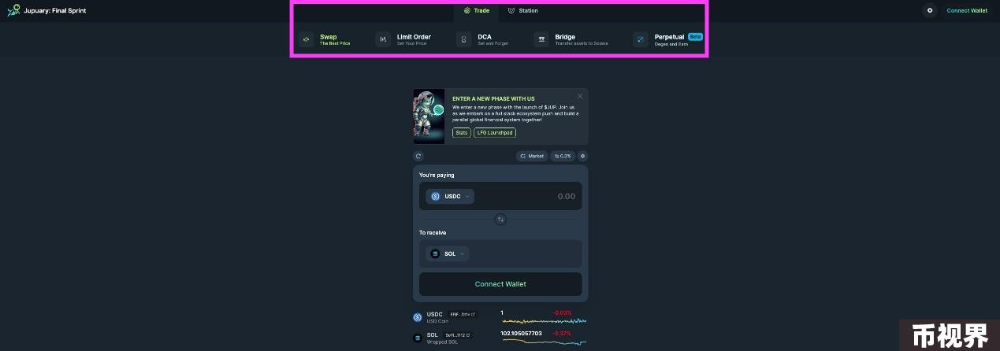 Jupuary: Final Sprint
Trade
Station
Connect Wallet
Swap
The Best Price
Limit Order
Set Your Price
DCA
Set and Forget
Bridge
Transfer assets to Solana
Perpetual Beta
Degen and Earn
ENTER A NEW PHASE WITH US
We enter a new phase with the launch of $JUP. Join us
as we embark on a full stack ecosystem push and build a
parallel global financial system together!
Stats
LFG Launchpad
Market
0.3%
You're paying
USDC
0.00
To receive
SOL
Connect Wallet
USDC
USD Coin
1
-0.03%
SOL
Wrapped SOL
102.105057703
-2.37%
币视界